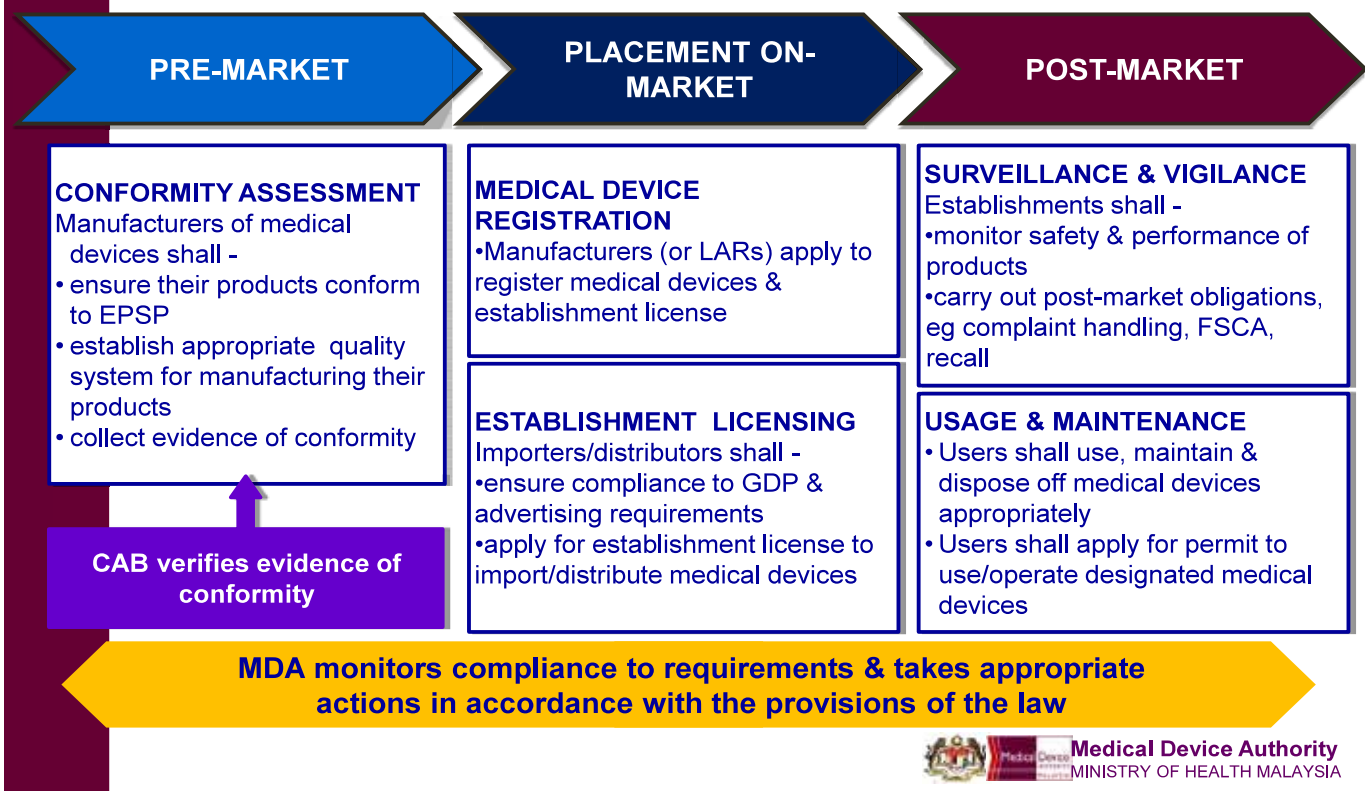 PRE-MARKET
PLACEMENT ON-
MARKET
POST-MARKET
CONFORMITY ASSESSMENT
Manufacturers of medical
devices shall -
• ensure their products conform
to EPSP
• establish appropriate quality
system for manufacturing their
products
• collect evidence of conformity
CAB verifies evidence of
conformity
MEDICAL DEVICE
REGISTRATION
•Manufacturers (or LARs) apply to
register medical devices &
establishment license
ESTABLISHMENT LICENSING
Importers/distributors shall -
•ensure compliance to GDP &
advertising requirements
•apply for establishment license to
import/distribute medical devices
SURVEILLANCE & VIGILANCE
Establishments shall -
•monitor safety & performance of
products
•carry out post-market obligations,
eg complaint handling, FSCA,
recall
USAGE & MAINTENANCE
• Users shall use, maintain &
dispose off medical devices
appropriately
• Users shall apply for permit to
use/operate designated medical
devices
MDA monitors compliance to requirements & takes appropriate
actions in accordance with the provisions of the law
Medical Device
Medical Device Authority
MINISTRY OF HEALTH MALAYSIA